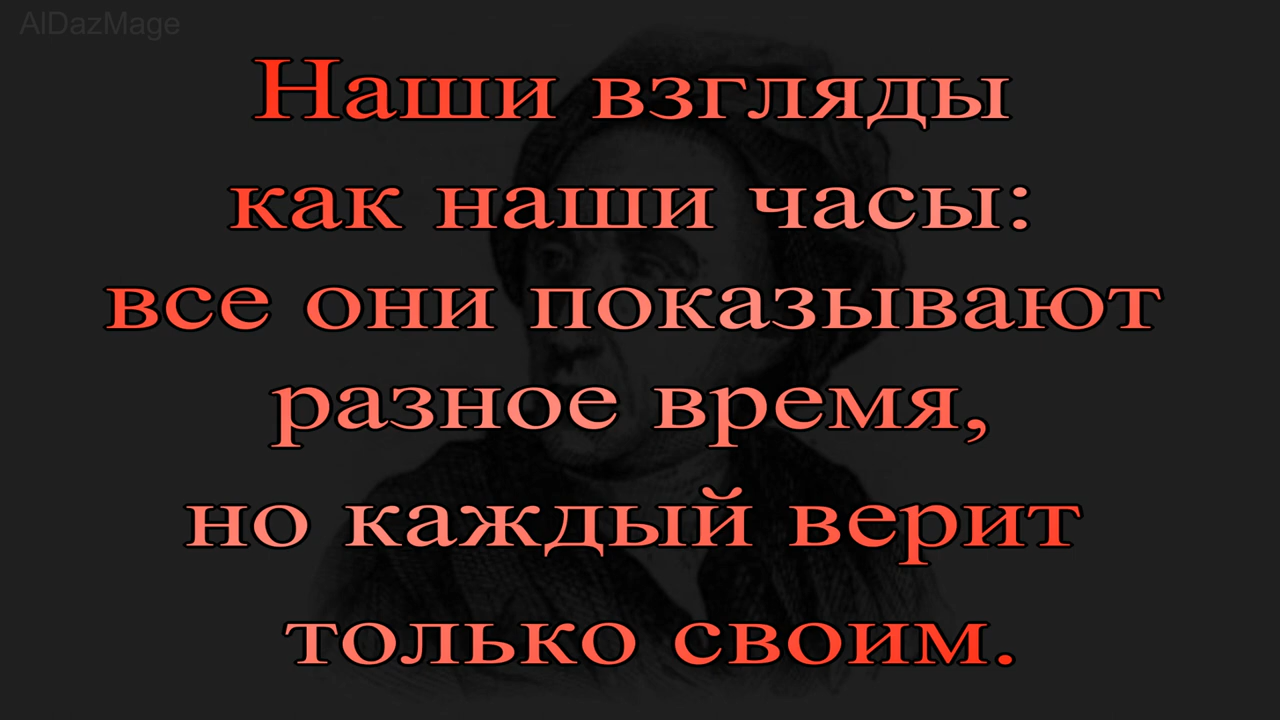 AlDazMage
Наши взгляды
как наши часы:
все они показывают
разное время,
но каждый верит
только своим.